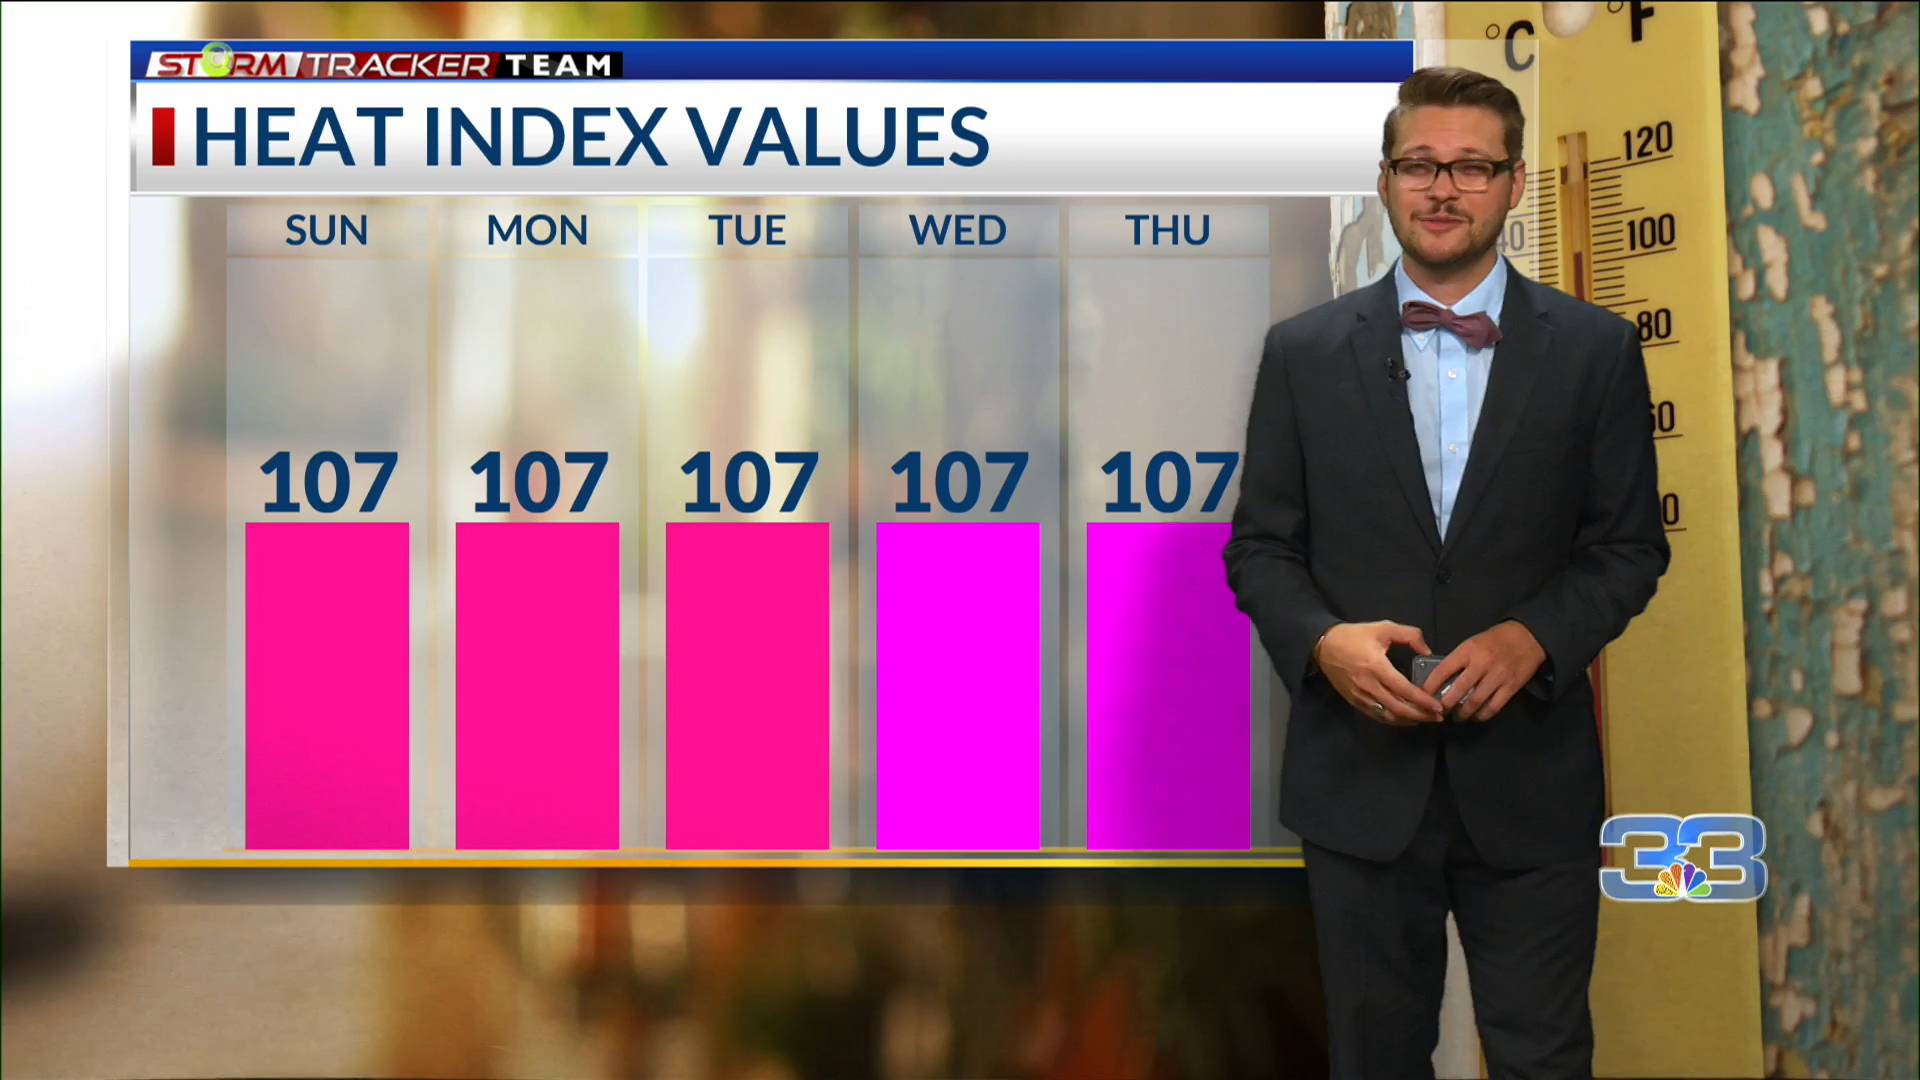 STORM TRACKER TEAM
HEAT INDEX VALUES
SUN MON TUE WED THU
107 107 107 107 107
°C °F
120
40 100
80
33